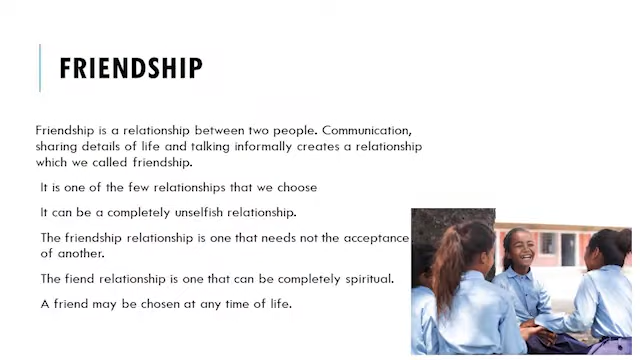 FRIENDSHIP
Friendship is a relationship between two people. Communication,
sharing details of life and talking informally creates a relationship
which we called friendship.
It is one of the few relationships that we choose
It can be a completely unselfish relationship.
The friendship relationship is one that needs not the acceptance
of another.
The fiend relationship is one that can be completely spiritual.
A friend may be chosen at any time of life.